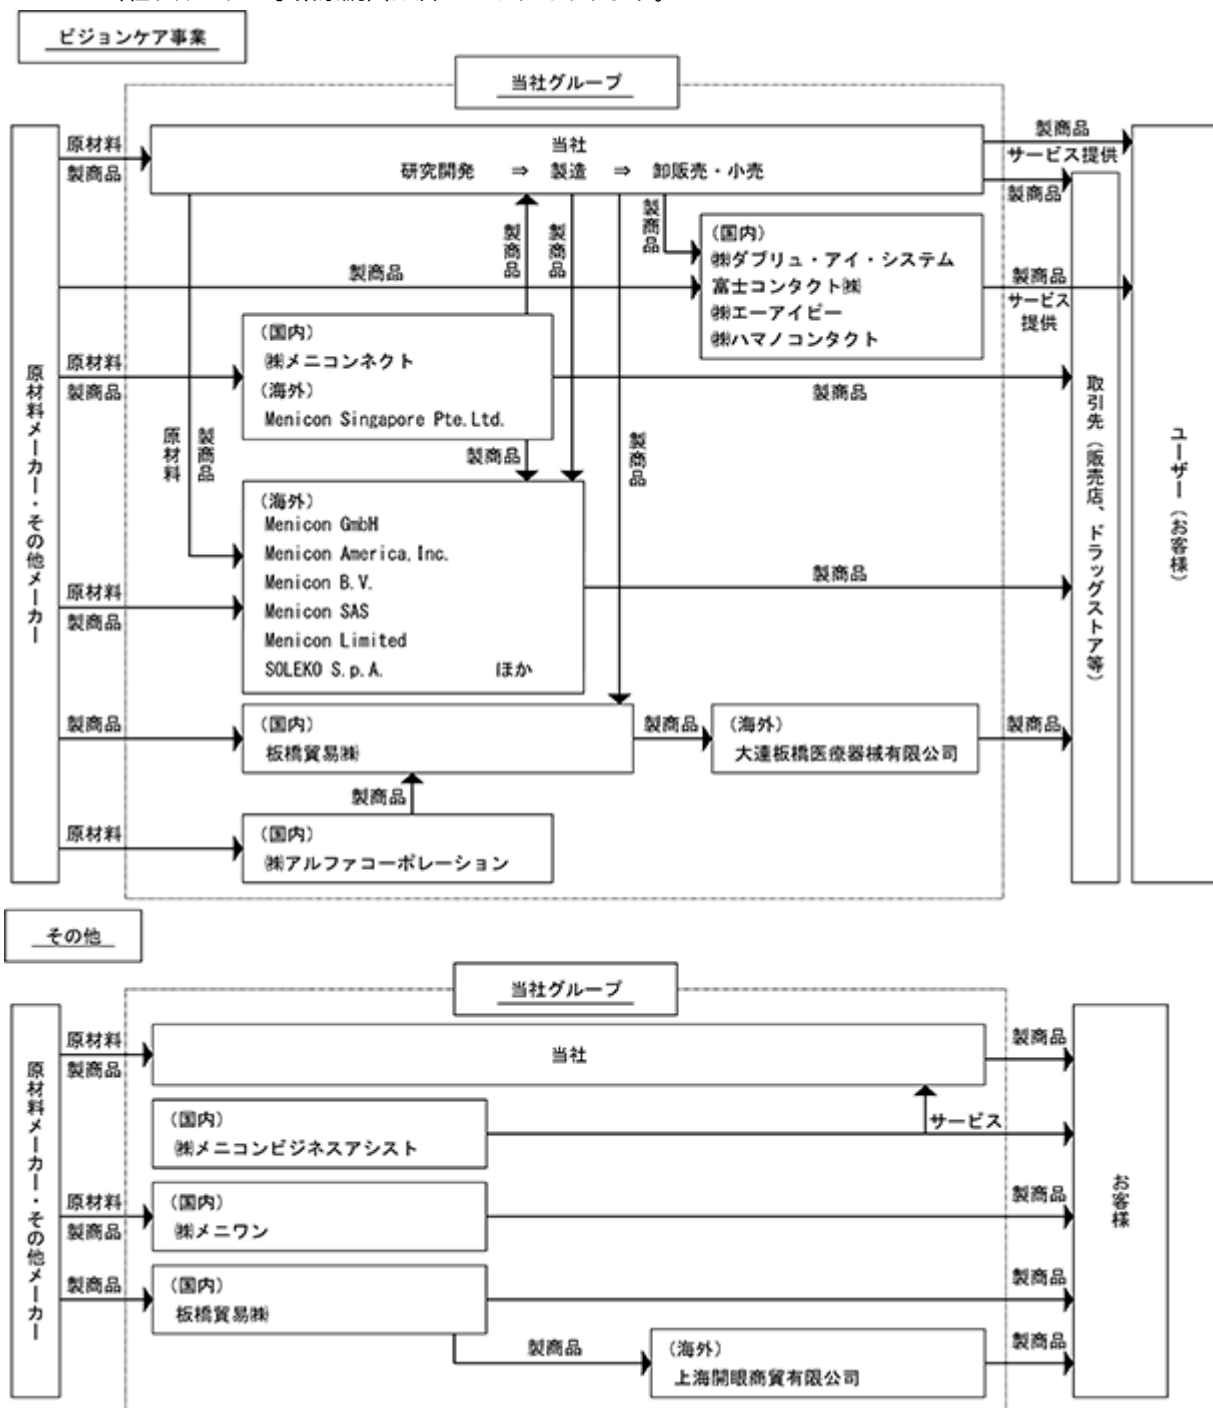 ビジョンケア事業
当社グループ
原材料
製商品
当社
研究開発 ⇒ 製造 ⇒ 卸販売・小売
製商品
サービス提供
製商品
製商品
製商品
製商品
製商品
(国内)
㈱ダブリュ・アイ・システム
富士コンタクト㈱
㈱エーアイピー
㈱ハマノコンタクト
製商品
サービス
提供
原材料
製商品
(国内)
㈱メニコンネクト
(海外)
Menicon Singapore Pte.Ltd.
製商品
原材料
製商品
製商品
製商品
原材料メーカー・その他メーカー
取引先(販売店、ドラッグストア等)
ユーザー(お客様)
(海外)
Menicon GmbH
Menicon America,Inc.
Menicon B.V.
Menicon SAS
Menicon Limited
SOLEKO S.p.A. ほか
原材料
製商品
製商品
製商品
(国内)
板橋貿易㈱
製商品
(海外)
大連板橋医療器械有限公司
製商品
製商品
原材料
(国内)
㈱アルファコーポレーション
その他
当社グループ
原材料
製商品
当社
製商品
(国内)
㈱メニコンビジネスアシスト
サービス
原材料メーカー・その他メーカー
お客様
原材料
製商品
(国内)
㈱メニワン
製商品
製商品
(国内)
板橋貿易㈱
製商品
製商品
(海外)
上海開眼商貿有限公司
製商品